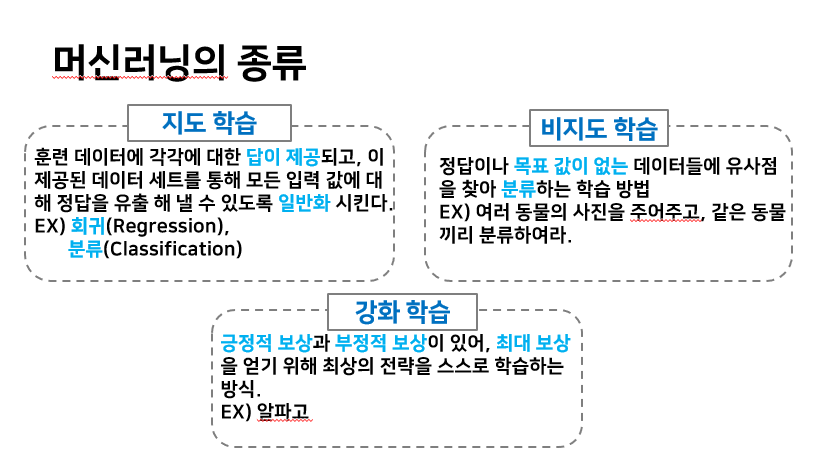 머신러닝의 종류
지도 학습
훈련 데이터에 각각에 대한 답이 제공되고, 이
제공된 데이터 세트를 통해 모든 입력 값에 대
해 정답을 유출 해 낼 수 있도록 일반화 시킨다.
EX) 회귀(Regression),
분류(Classification)
비지도 학습
정답이나 목표 값이 없는 데이터들에 유사점
을 찾아 분류하는 학습 방법
EX) 여러 동물의 사진을 주어주고, 같은 동물
끼리 분류하여라.
강화 학습
긍정적 보상과 부정적 보상이 있어, 최대 보상
을 얻기 위해 최상의 전략을 스스로 학습하는
방식.
EX) 알파고